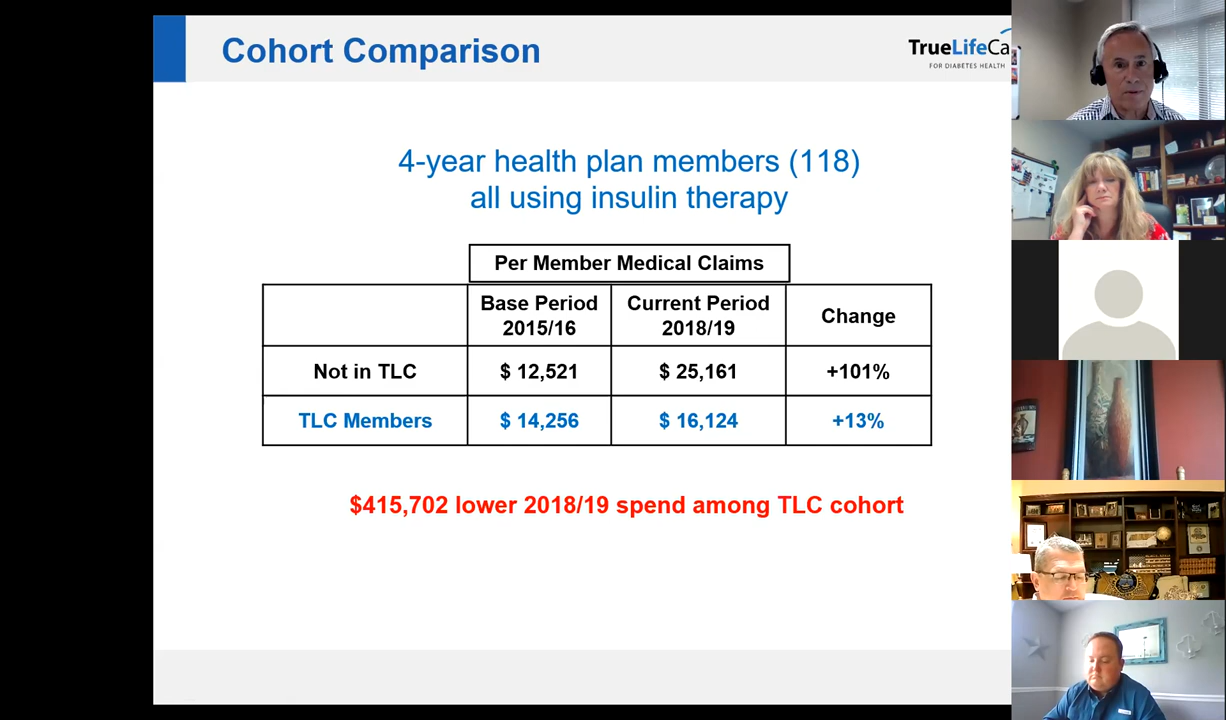 Cohort Comparison
TrueLifeCa
FOR DIABETES HEALTH
4-year health plan members (118)
all using insulin therapy
Per Member Medical Claims
Base Period
2015/16
Current Period
2018/19
Change
Not in TLC
$ 12,521
$ 25,161
+101%
TLC Members
$ 14,256
$ 16,124
+13%
$415,702 lower 2018/19 spend among TLC cohort